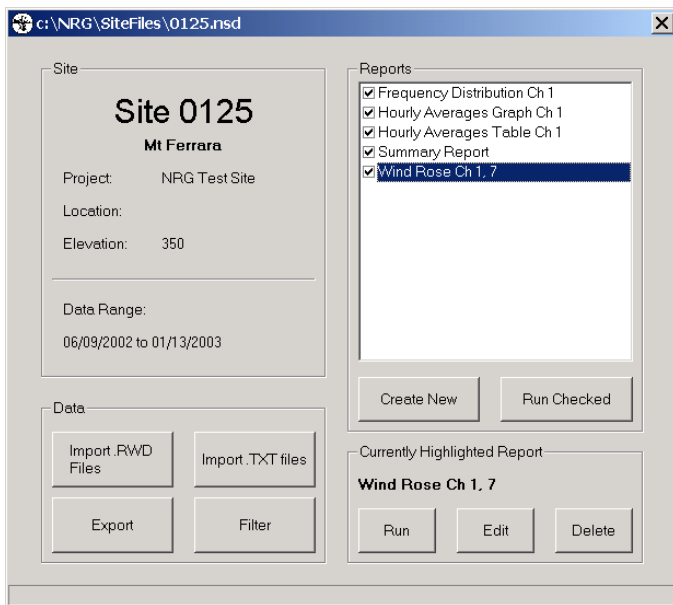 c:\NRG\SiteFiles\0125.nsd
Site
Site 0125
Mt Ferrara
Project: NRG Test Site
Location:
Elevation: 350
Data Range:
06/09/2002 to 01/13/2003
Reports
Frequency Distribution Ch 1
Hourly Averages Graph Ch 1
Hourly Averages Table Ch 1
Summary Report
Wind Rose Ch 1, 7
Create New
Run Checked
Data
Import .RWD
Files
Import .TXT files
Export
Filter
Currently Highlighted Report
Wind Rose Ch 1, 7
Run
Edit
Delete